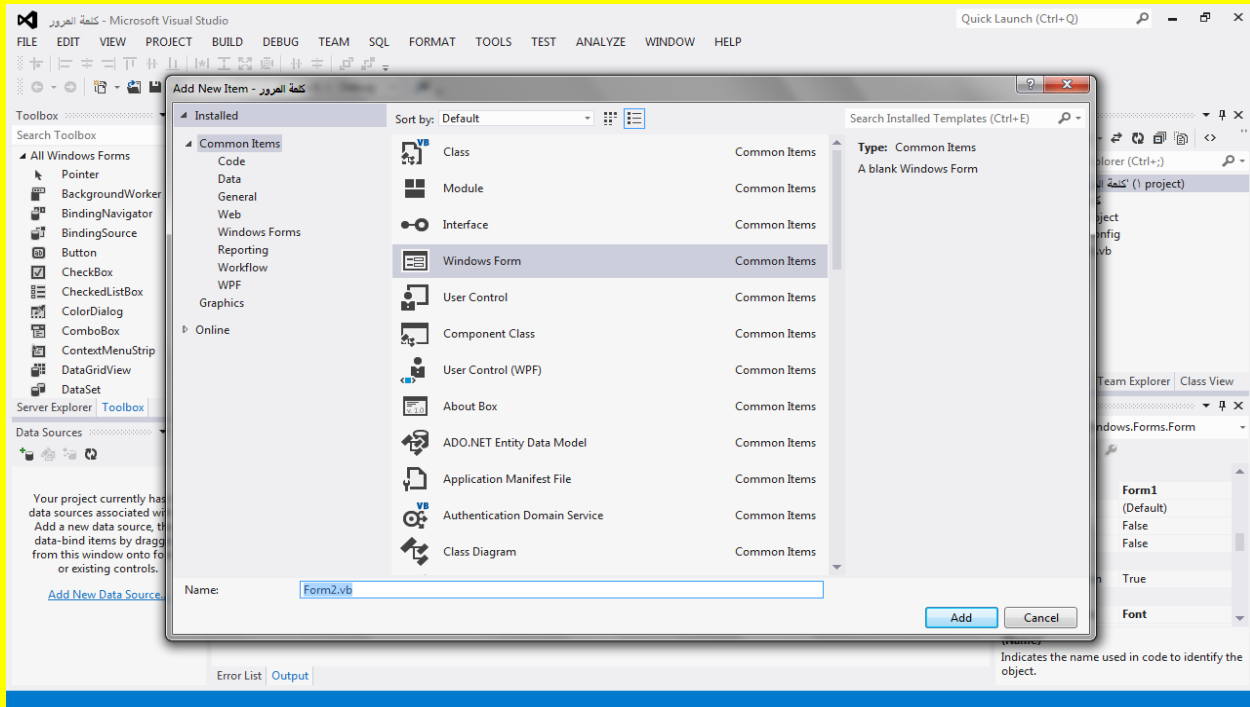 كلمة المرور - Microsoft Visual Studio
Quick Launch (Ctrl+Q)
FILE EDIT VIEW PROJECT BUILD DEBUG TEAM SQL FORMAT TOOLS TEST ANALYZE WINDOW HELP
Add New Item - كلمة المرور
Toolbox
Search Toolbox
All Windows Forms
Pointer
BackgroundWorker
BindingNavigator
BindingSource
Button
CheckBox
CheckedListBox
ColorDialog
ComboBox
ContextMenuStrip
DataGridView
DataSet
Server Explorer Toolbox
Data Sources
Your project currently has
data sources associated wi
Add a new data source, th
data-bind items by dragg
from this window onto fo
or existing controls.
Add New Data Source..
Installed
Common Items
Code
Data
General
Web
Windows Forms
Reporting
Workflow
WPF
Graphics
Online
Sort by: Default
Class Common Items
Module Common Items
Interface Common Items
Windows Form Common Items
User Control Common Items
Component Class Common Items
User Control (WPF) Common Items
About Box Common Items
ADO.NET Entity Data Model Common Items
Application Manifest File Common Items
Authentication Domain Service Common Items
Class Diagram Common Items
Search Installed Templates (Ctrl+E)
Type: Common Items
A blank Windows Form
Name: Form2.vb
Add Cancel
plorer (Ctrl+;)
'كلمة ال (1 project)
ject
onfig
.vb
Team Explorer Class View
ndows.Forms.Form
Form1
(Default)
False
False
True
Font
(Name)
Indicates the name used in code to identify the
object.
Error List Output